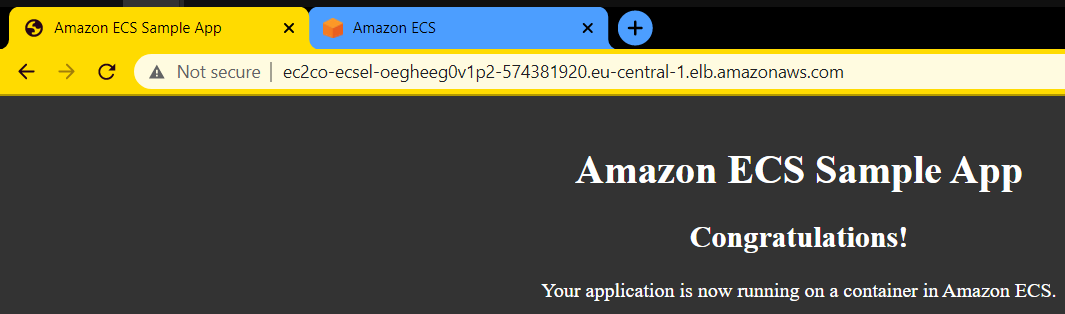 Amazon ECS Sample App
Amazon ECS
Not secure | ec2co-ecsel-oegheeg0v1p2-574381920.eu-central-1.elb.amazonaws.com
Amazon ECS Sample App
Congratulations!
Your application is now running on a container in Amazon ECS.